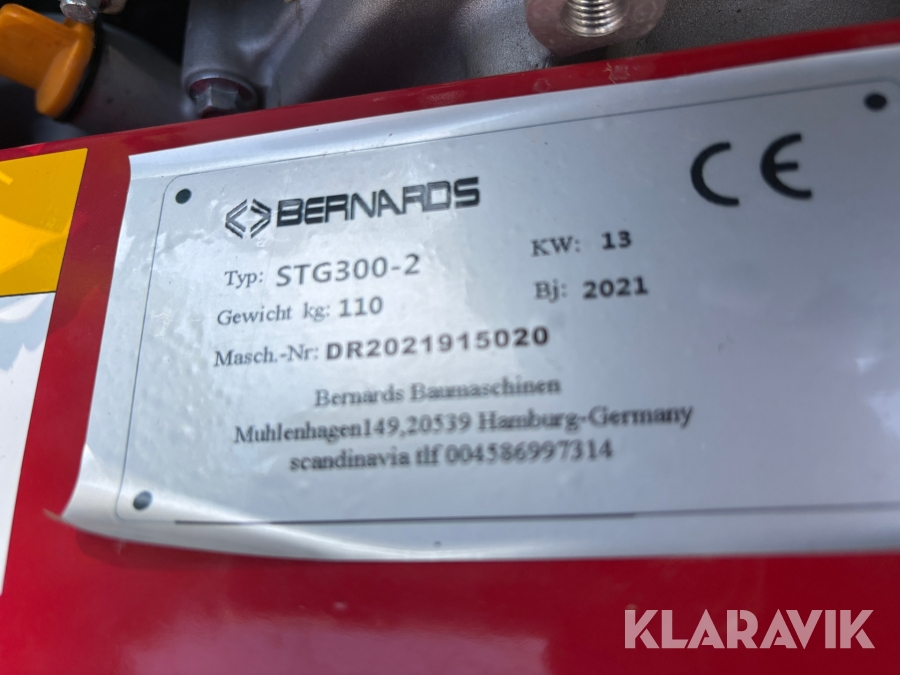 BERNARDS
CE
Typ: STG300-2
KW: 13
Gewicht kg: 110
Bj: 2021
Masch.-Nr: DR2021915020
Bernards Baumaschinen
Muhlenhagen149,20539 Hamburg-Germany
scandinavia tlf 004586997314
KLARAVIK